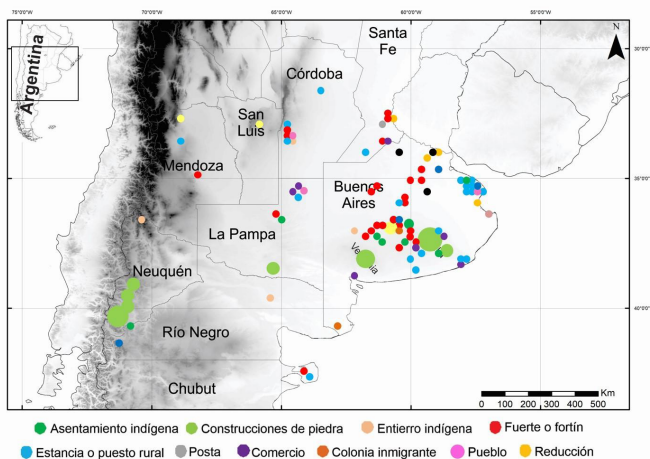 75°0'0"W
70°0'0"W
65°0'0"W
60°0'0"W
55°0'0"W
N
Argentina
Santa
Fe
30°0'0"S
Córdoba
San
Luis
Mendoza
Buenos
Aires
35°0'0"S
La Pampa
Neuquén
40°0'0"S
Río Negro
Chubut
0 100 200 300 400 500 Km
Asentamiento indígena
Construcciones de piedra
Entierro indígena
Fuerte o fortín
Estancia o puesto rural
Posta
Comercio
Colonia inmigrante
Pueblo
Reducción